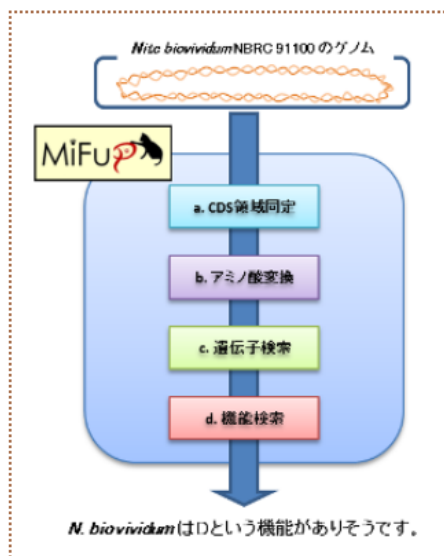 Nite biovividum NBRC 91100 のゲノム
MiFuP
a. CDS領域同定
b. アミノ酸変換
c. 遺伝子検索
d. 機能検索
N. biovividum はDという機能がありそうです。